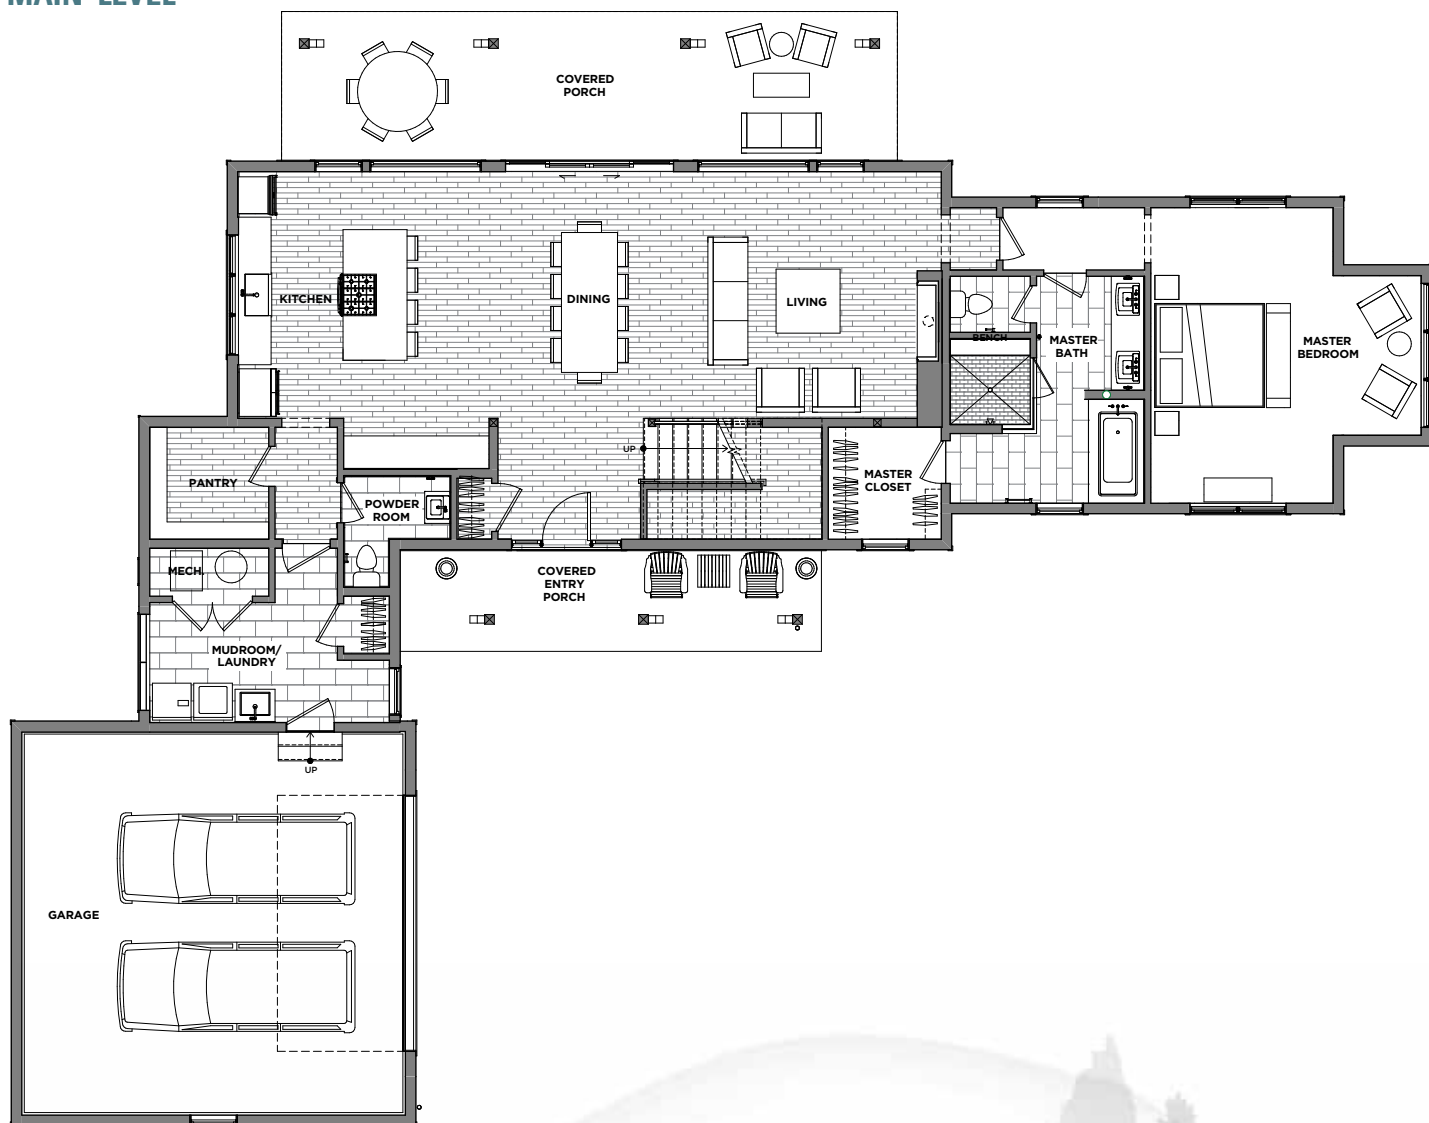 MAIN LEVEL
COVERED
PORCH
KITCHEN
DINING
LIVING
BENCH
MASTER
BATH
MASTER
BEDROOM
UP
PANTRY
POWDER
ROOM
MASTER
CLOSET
MECH.
COVERED
ENTRY
PORCH
MUDROOM/
LAUNDRY
UP
GARAGE